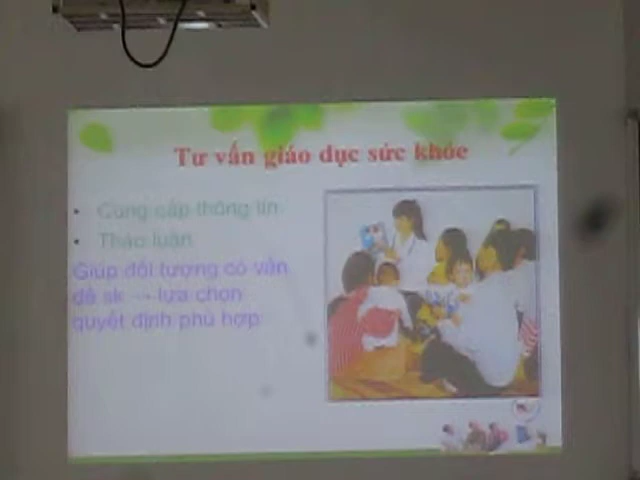 Tư vấn giáo dục sức khỏe
• Cung cấp thông tin
• Thảo luận
Giúp đối tượng có vấn
đề sk → lựa chọn
quyết định phù hợp